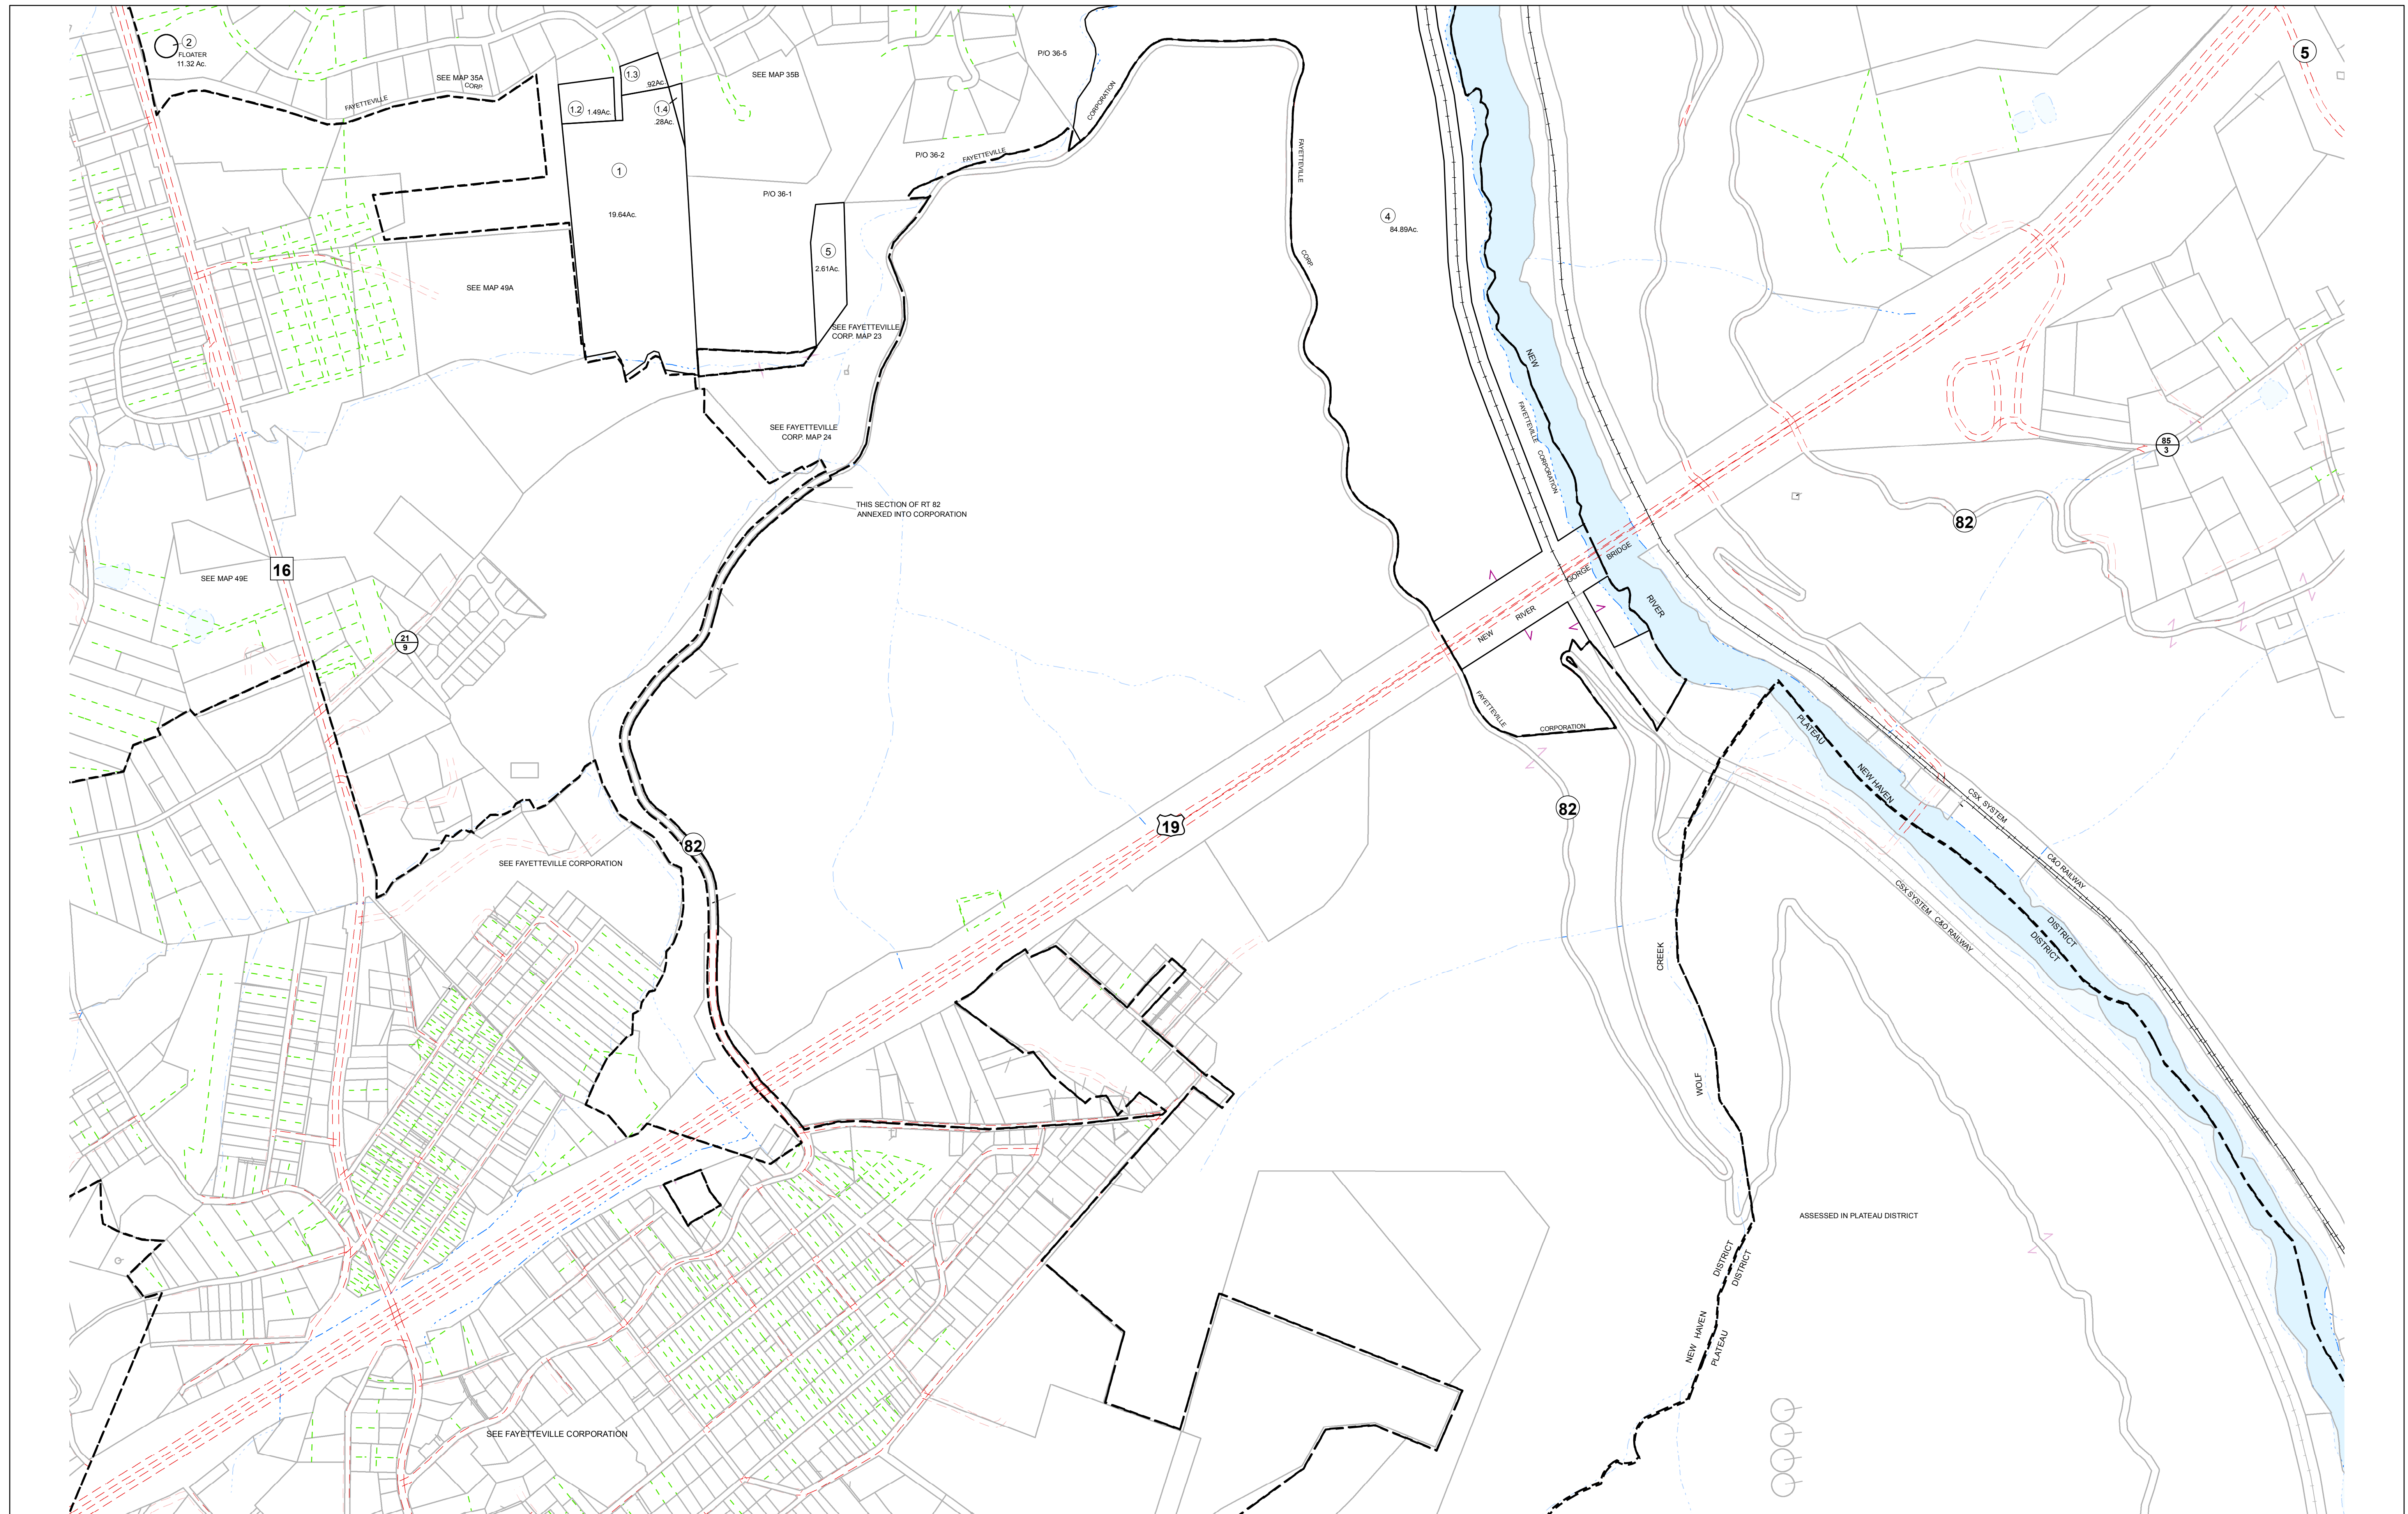 2
FLOATER
11.32 Ac.
SEE MAP 35A
CORP.
FAYETTEVILLE
1.3
.92Ac.
1.2
1.49Ac.
1.4
.28Ac.
SEE MAP 35B
P/O 36-5
CORPORATION
5
1
19.64Ac.
P/O 36-2
FAYETTEVILLE
P/O 36-1
FAYETTEVILLE
CORP
4
84.89Ac.
5
2.61Ac.
SEE MAP 49A
SEE FAYETTEVILLE
CORP. MAP 23
NEW
FAYETTEVILLE CORPORATION
SEE FAYETTEVILLE
CORP. MAP 24
85
3
THIS SECTION OF RT 82
ANNEXED INTO CORPORATION
82
SEE MAP 49E
16
NEW RIVER GORGE BRIDGE
RIVER
21
9
FAYETTEVILLE
CORPORATION
PLATEAU
NEW HAVEN
CSX SYSTEM
82
19
82
SEE FAYETTEVILLE CORPORATION
C&O RAILWAY
CSX SYSTEM C&O RAILWAY
DISTRICT
DISTRICT
CREEK
WOLF
ASSESSED IN PLATEAU DISTRICT
DISTRICT
DISTRICT
NEW HAVEN
PLATEAU
SEE FAYETTEVILLE CORPORATION